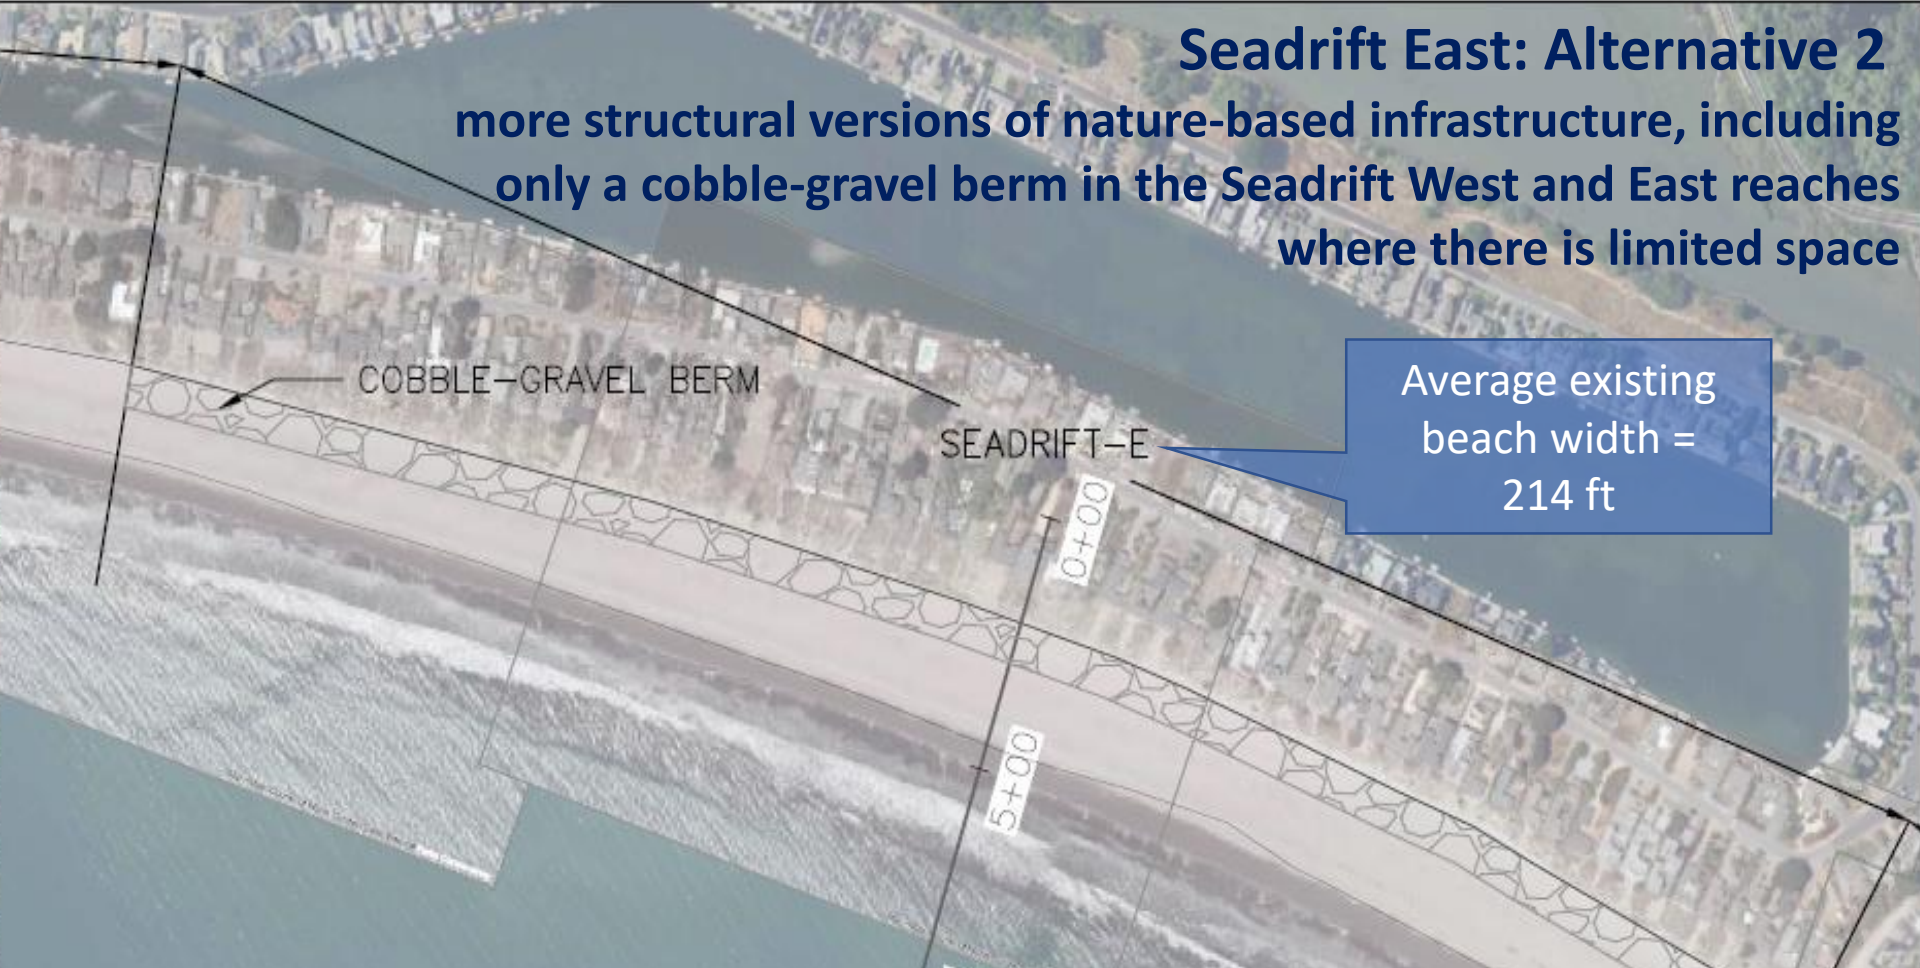 Seadrift East: Alternative 2
more structural versions of nature-based infrastructure, including
only a cobble-gravel berm in the Seadrift West and East reaches
where there is limited space
COBBLE-GRAVEL BERM
SEADRIFT-E
Average existing
beach width =
214 ft
0+00
5+00